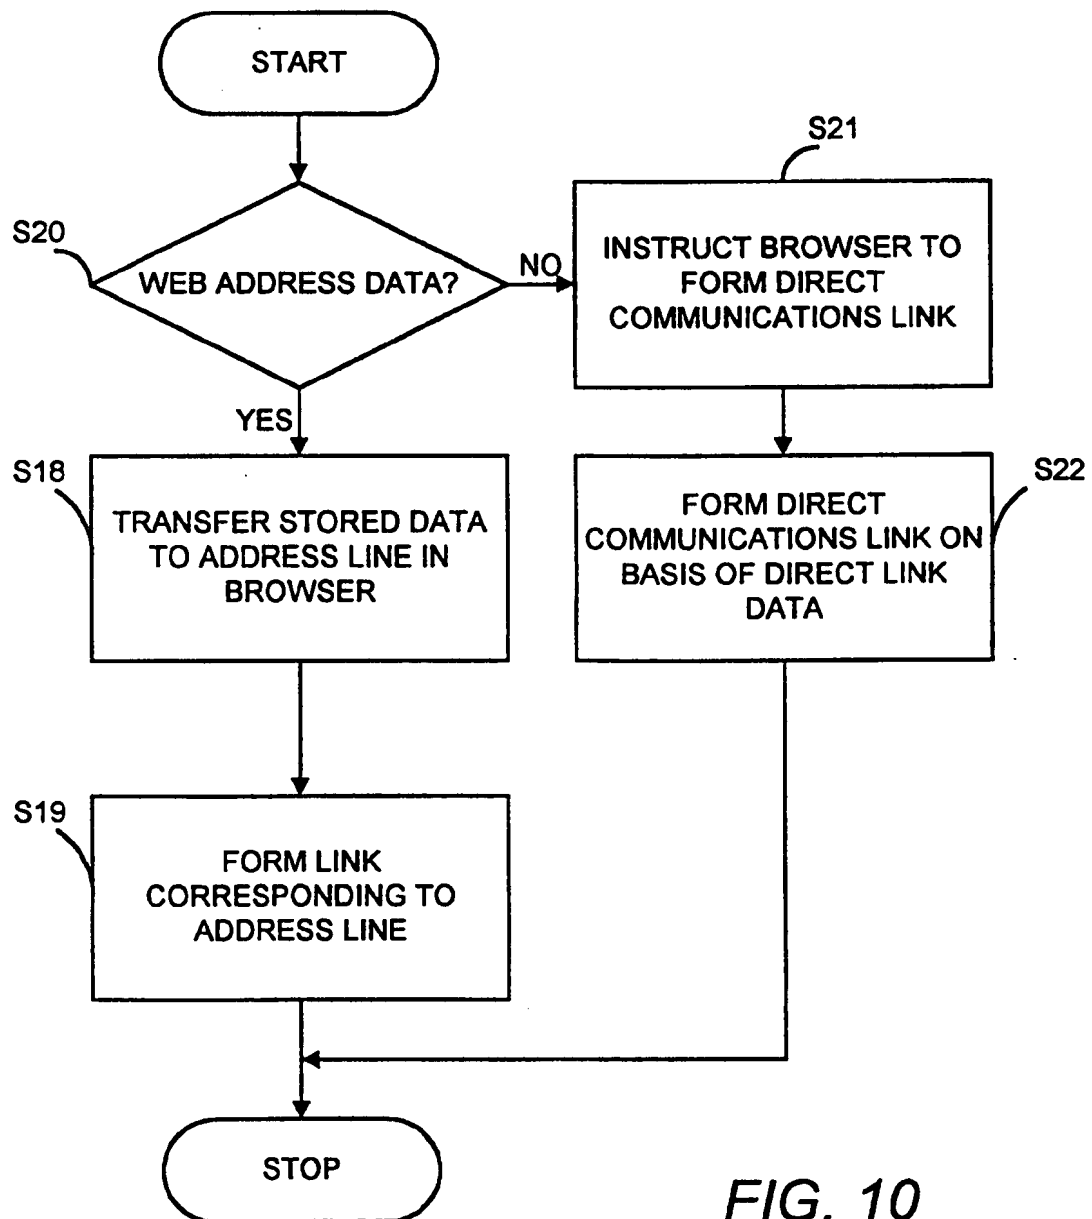 START
S21
S20
WEB ADDRESS DATA?
NO
INSTRUCT BROWSER TO
FORM DIRECT
COMMUNICATIONS LINK
YES
S18
TRANSFER STORED DATA
TO ADDRESS LINE IN
BROWSER
S22
FORM DIRECT
COMMUNICATIONS LINK ON
BASIS OF DIRECT LINK
DATA
S19
FORM LINK
CORRESPONDING TO
ADDRESS LINE
STOP
FIG. 10